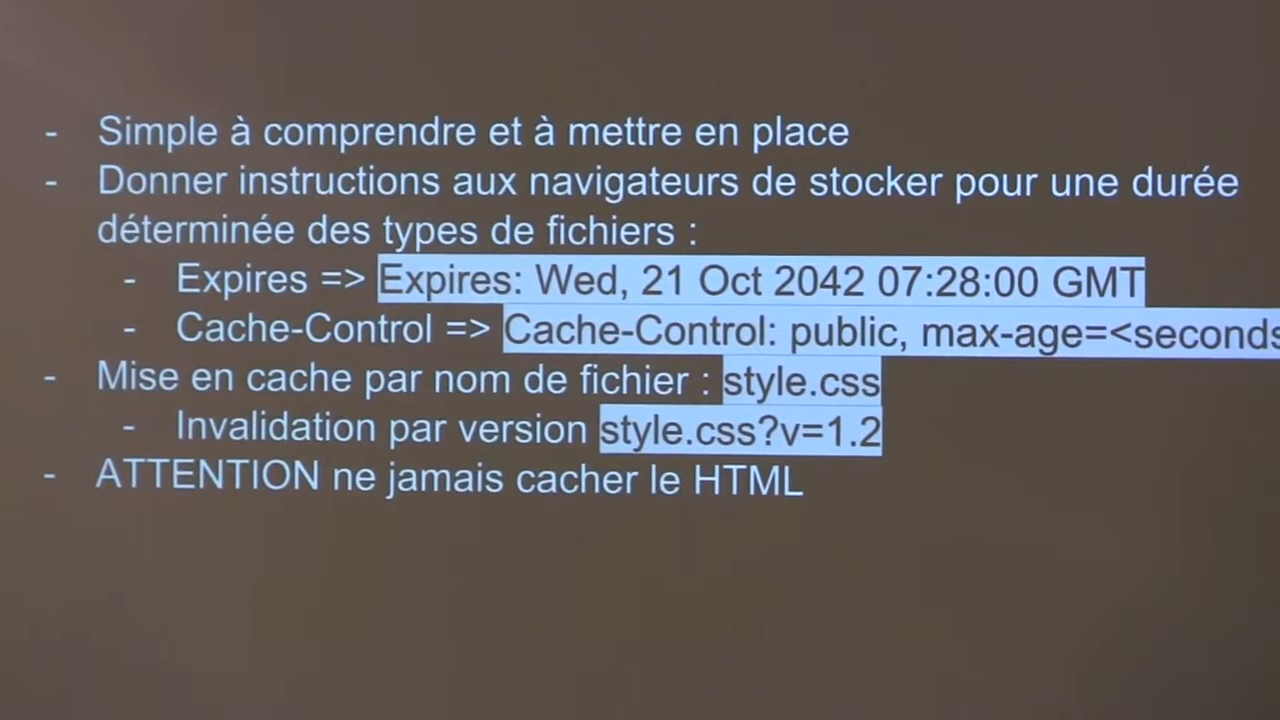 - Simple à comprendre et à mettre en place
- Donner instructions aux navigateurs de stocker pour une durée
déterminée des types de fichiers :
- Expires => Expires: Wed, 21 Oct 2042 07:28:00 GMT
- Cache-Control => Cache-Control: public, max-age=<seconds
- Mise en cache par nom de fichier : style.css
- Invalidation par version style.css?v=1.2
- ATTENTION ne jamais cacher le HTML